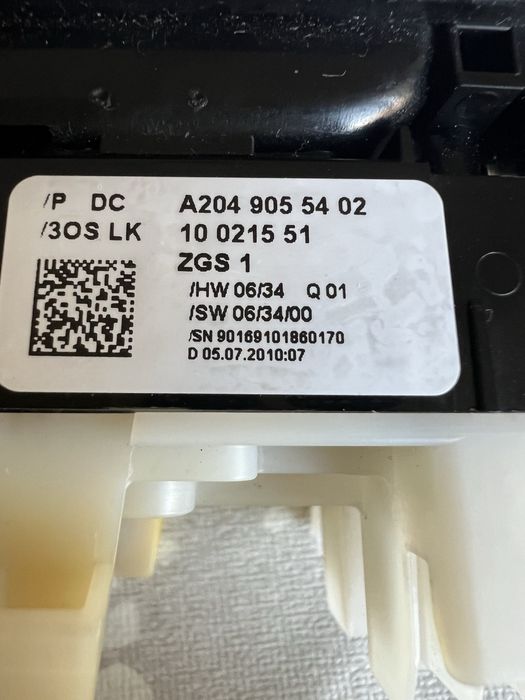 /P DC A204 905 54 02
/3OS LK 10 0215 51
ZGS 1
/HW 06/34 Q 01
/SW 06/34/00
/SN 90169101860170
D 05.07.2010:07